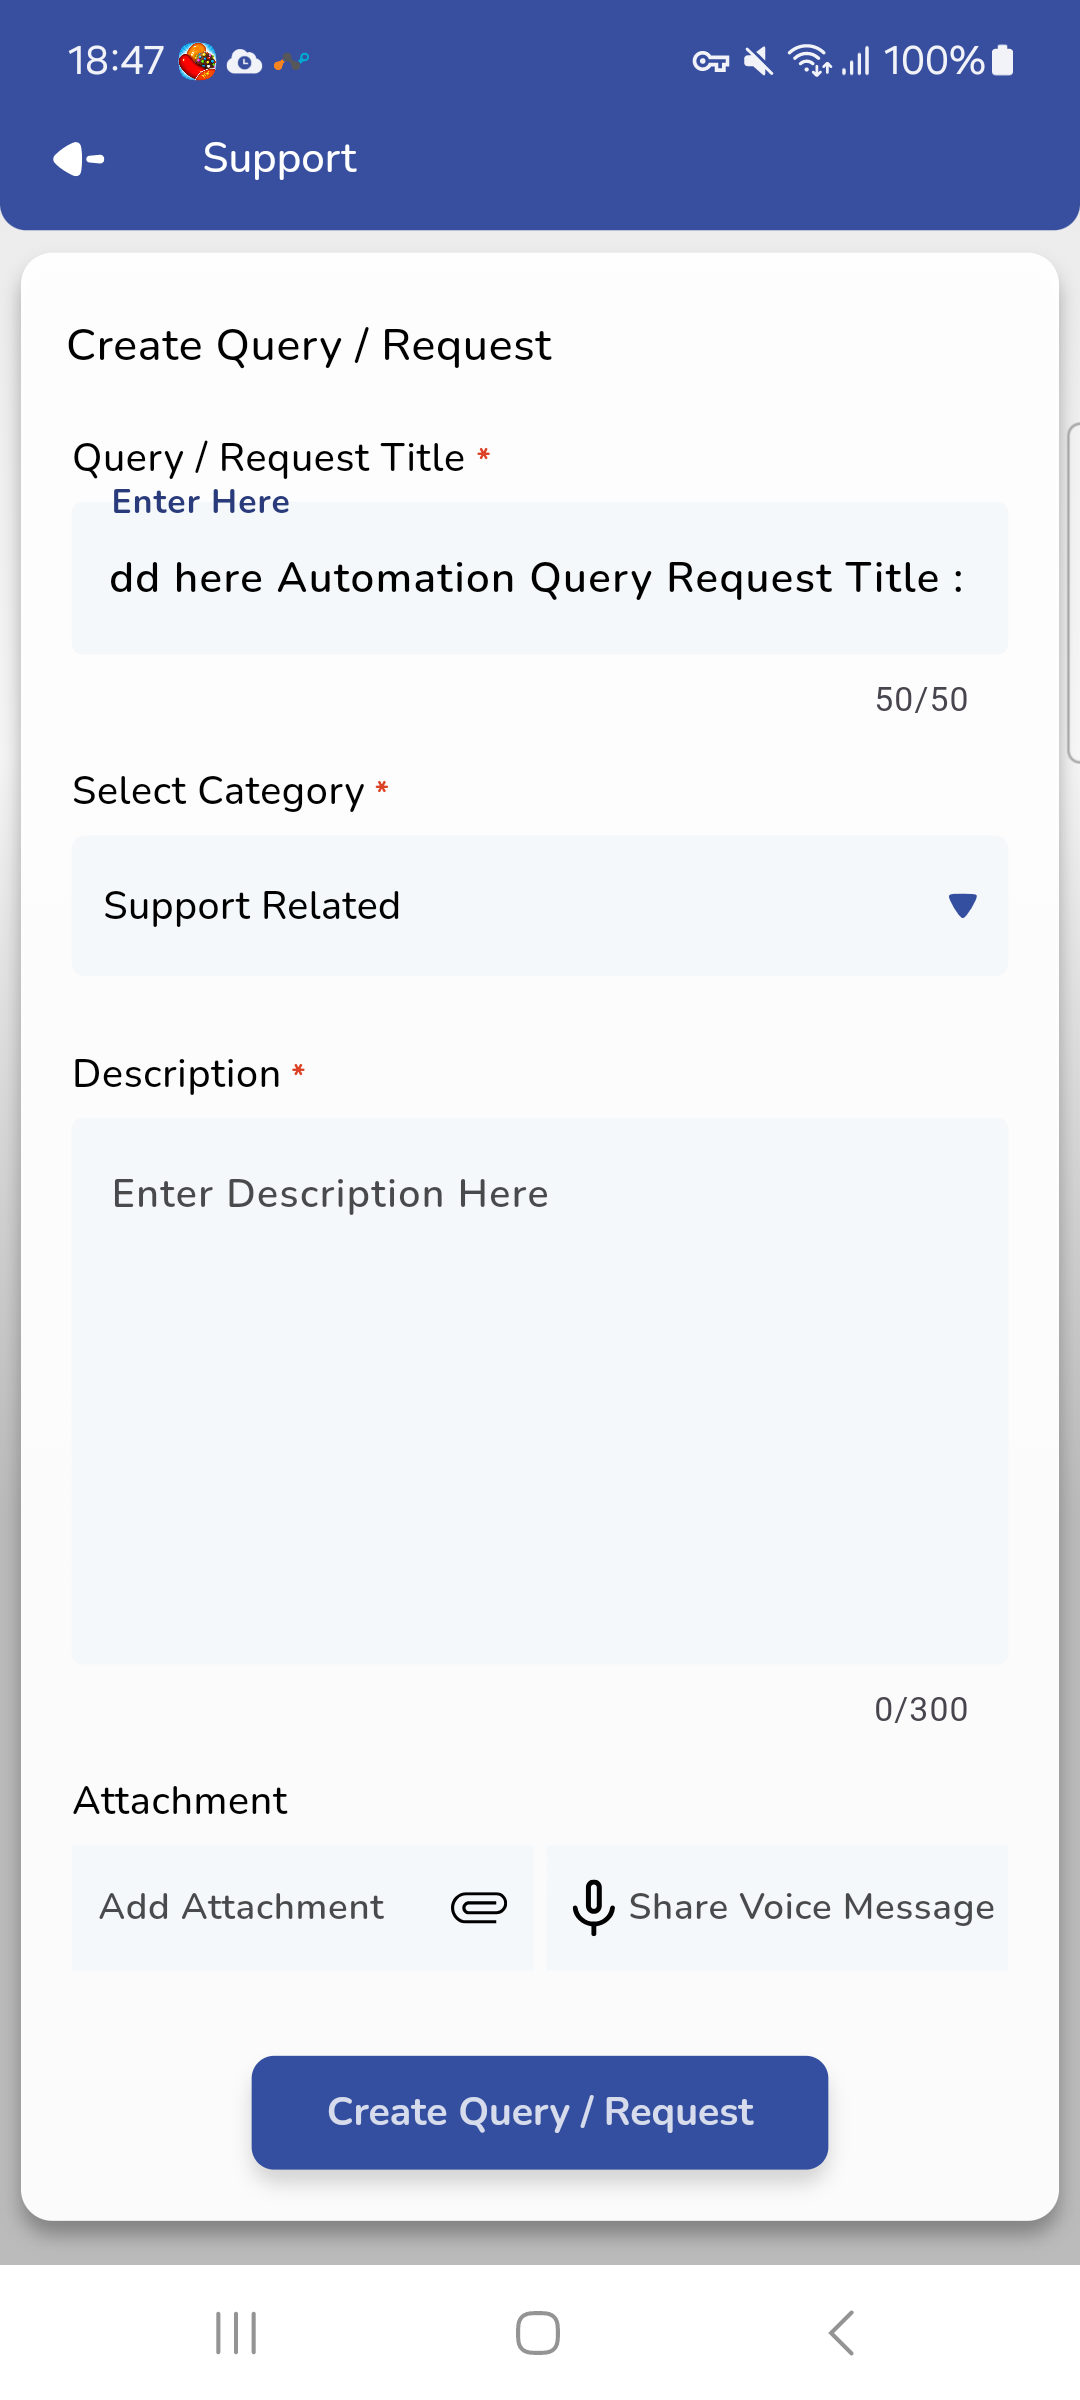 18:47 100%
Support
Create Query / Request
Query / Request Title *
Enter Here
dd here Automation Query Request Title :
50/50
Select Category *
Support Related
Description *
Enter Description Here
0/300
Attachment
Add Attachment Share Voice Message
Create Query / Request